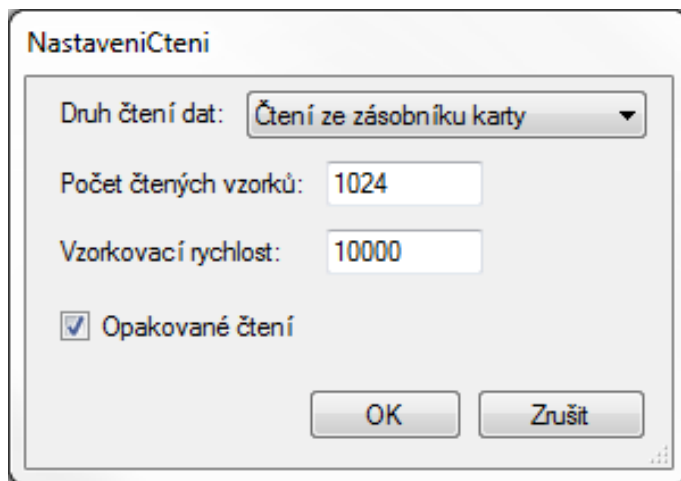 NastaveniCteni
Druh čtení dat: Čtení ze zásobníku karty
Počet čtených vzorků: 1024
Vzorkovací rychlost: 10000
Opakované čtení
OK Zrušit